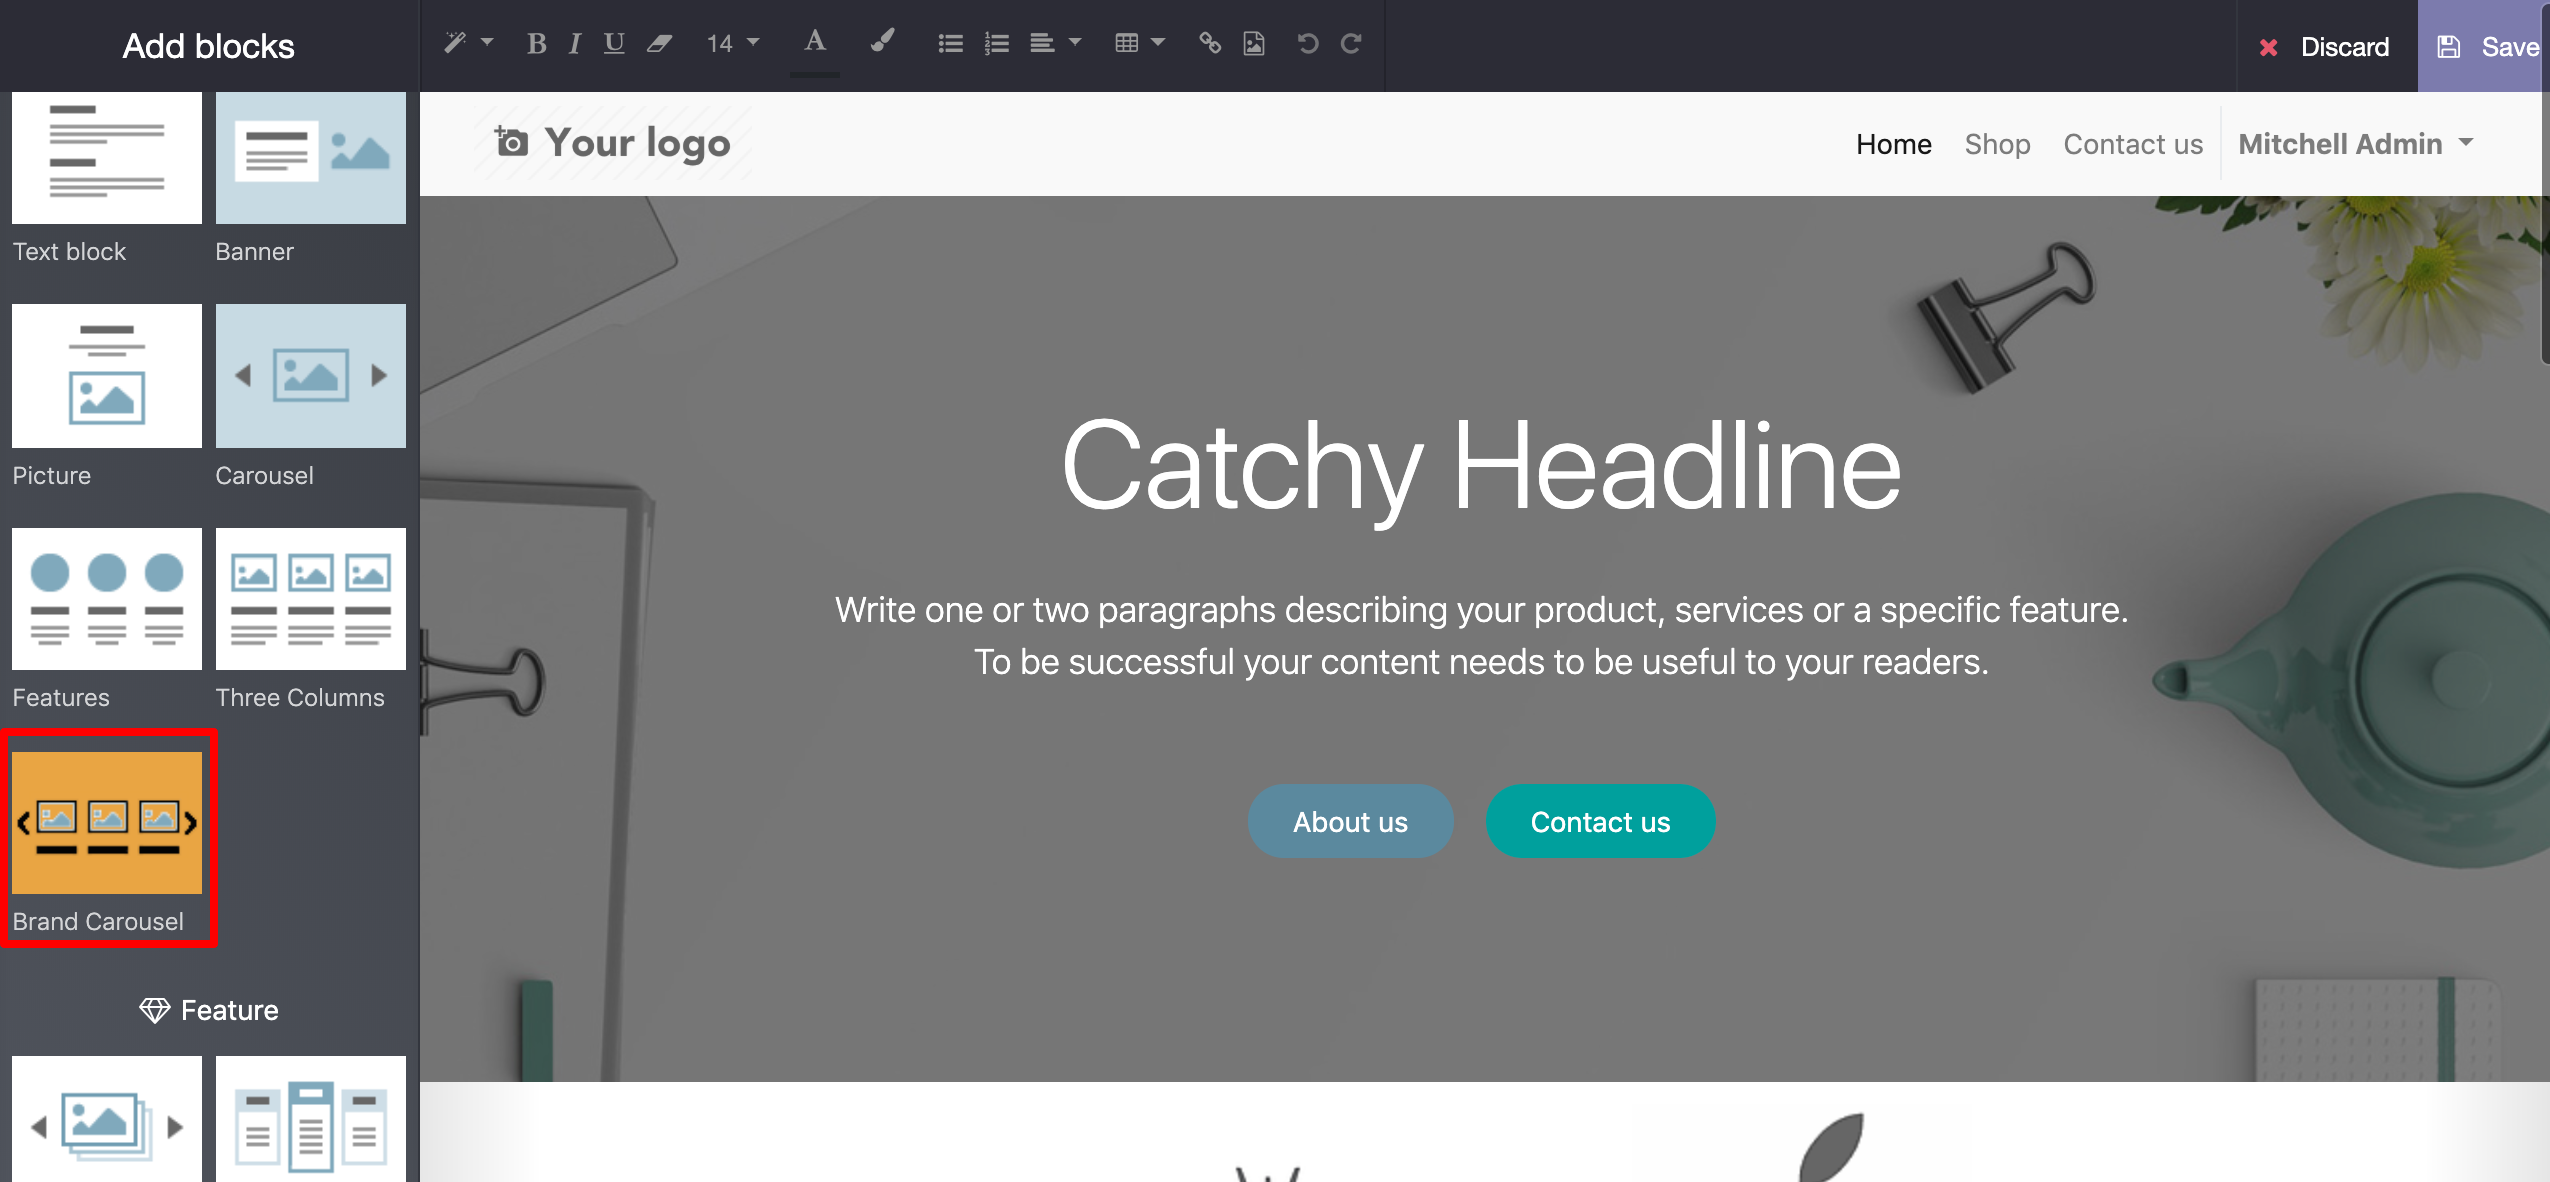 Add blocks
B I U 14 A
Discard
Save
Text block
Banner
Picture
Carousel
Features
Three Columns
Brand Carousel
Feature
Your logo
Home
Shop
Contact us
Mitchell Admin
Catchy Headline
Write one or two paragraphs describing your product, services or a specific feature.
To be successful your content needs to be useful to your readers.
About us
Contact us